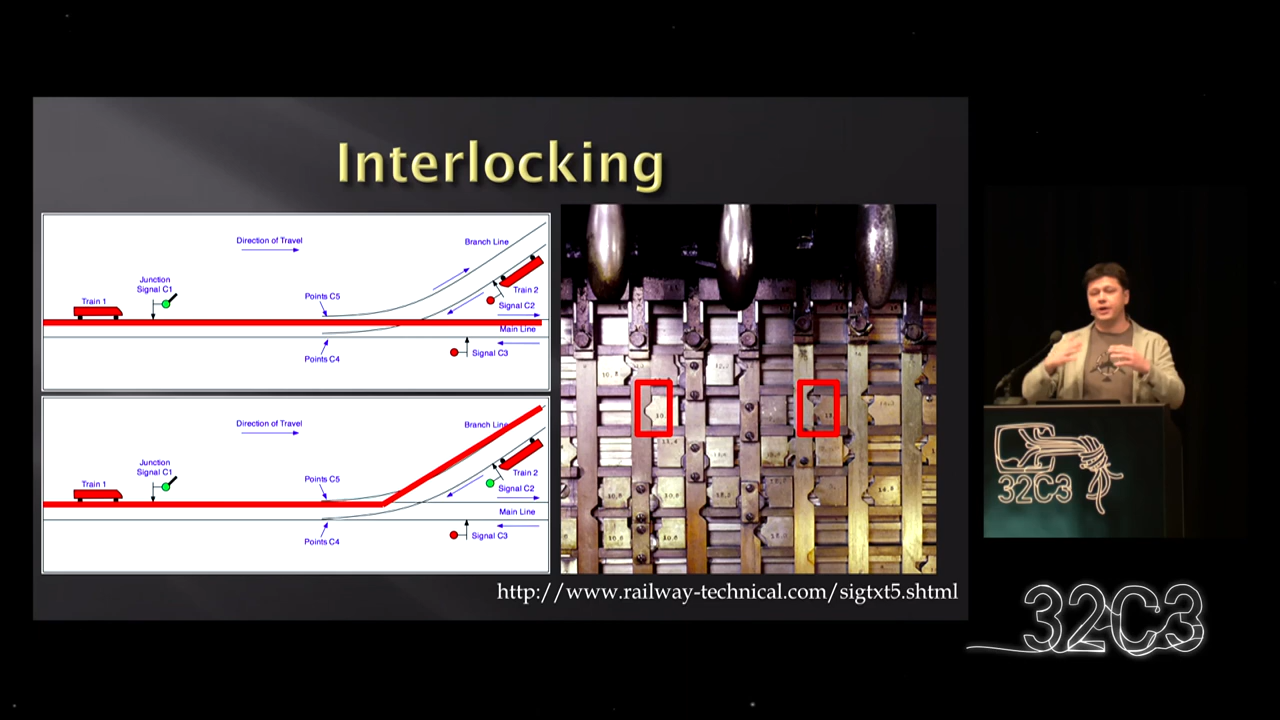 Interlocking
Direction of Travel
Branch Line
Junction
Signal C1
Train 1
Points C5
Train 2
Signal C2
Main Line
Points C4
Signal C3
Direction of Travel
Branch Line
Junction
Signal C1
Train 1
Points C5
Train 2
Signal C2
Main Line
Points C4
Signal C3
http://www.railway-technical.com/sigtxt5.shtml
32C3
32C3